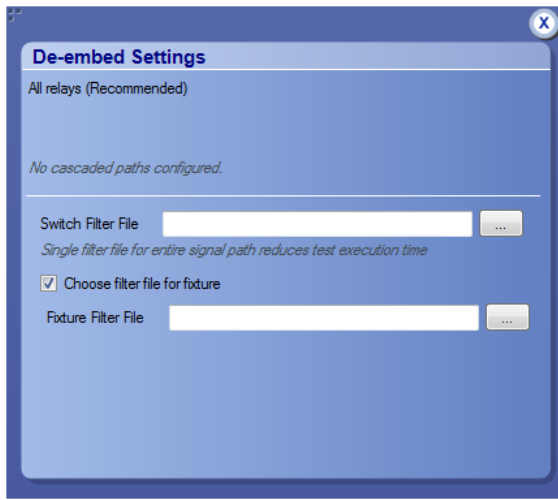 X
De-embed Settings
All relays (Recommended)
No cascaded paths configured.
Switch Filter File
...
Single filter file for entire signal path reduces test execution time
Choose filter file for fixture
Fixture Filter File
...